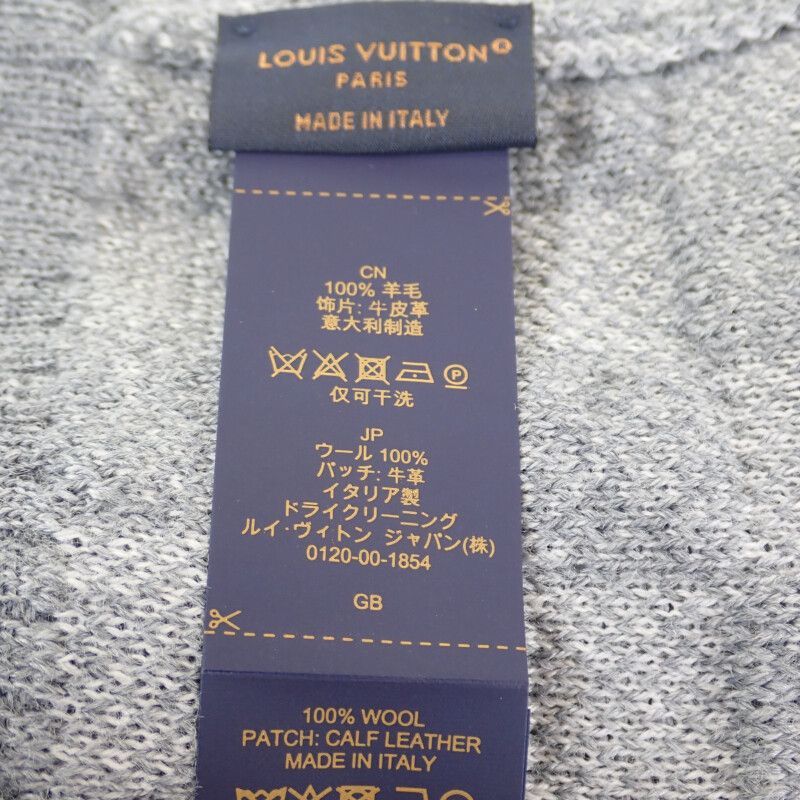 LOUIS VUITTON®
PARIS
MADE IN ITALY
CN
100% 羊毛
饰片: 牛皮革
意大利制造
P
仅可干洗
JP
ウール 100%
パッチ: 牛革
イタリア製
ドライクリーニング
ルイ･ヴィトン ジャパン(株)
0120-00-1854
GB
100% WOOL
PATCH: CALF LEATHER
MADE IN ITALY